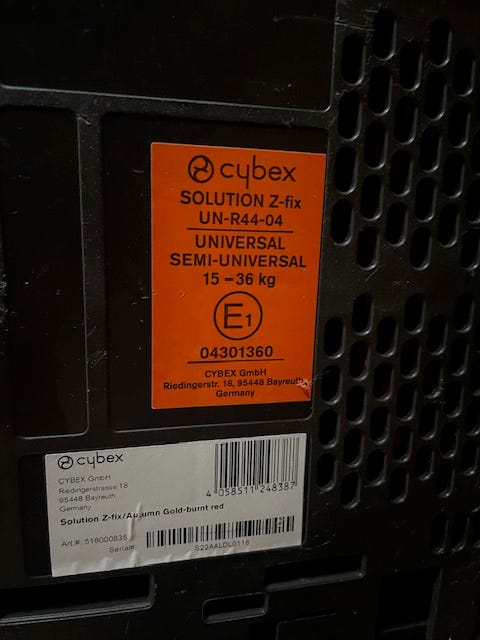 cybex
SOLUTION Z-fix
UN-R44-04
UNIVERSAL
SEMI-UNIVERSAL
15 – 36 kg
E1
04301360
CYBEX GmbH
Riedingerstr. 18, 95448 Bayreuth
Germany
cybex
CYBEX GmbH
Riedingerstrasse 18
95448 Bayreuth
Germany
4 058511 248387
Solution Z-fix/Autumn Gold-burnt red
Art.#: 518000835
Serial#:
S22AALDL0116